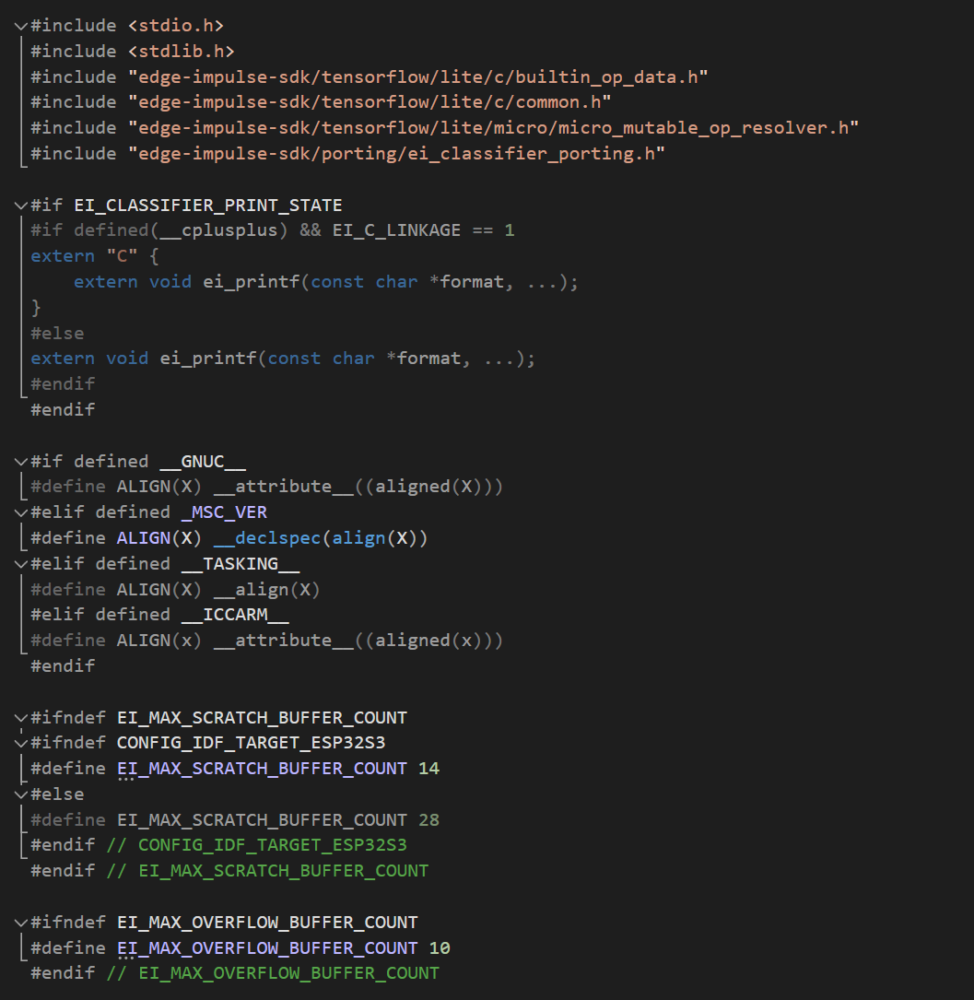 #include <stdio.h>
#include <stdlib.h>
#include "edge-impulse-sdk/tensorflow/lite/c/builtin_op_data.h"
#include "edge-impulse-sdk/tensorflow/lite/c/common.h"
#include "edge-impulse-sdk/tensorflow/lite/micro/micro_mutable_op_resolver.h"
#include "edge-impulse-sdk/porting/ei_classifier_porting.h"

#if EI_CLASSIFIER_PRINT_STATE
#if defined(__cplusplus) && EI_C_LINKAGE == 1
extern "C" {
    extern void ei_printf(const char *format, ...);
}
#else
extern void ei_printf(const char *format, ...);
#endif
#endif

#if defined __GNUC__
#define ALIGN(X) __attribute__((aligned(X)))
#elif defined _MSC_VER
#define ALIGN(X) __declspec(align(X))
#elif defined __TASKING__
#define ALIGN(X) __align(X)
#elif defined __ICCARM__
#define ALIGN(x) __attribute__((aligned(x)))
#endif

#ifndef EI_MAX_SCRATCH_BUFFER_COUNT
#ifndef CONFIG_IDF_TARGET_ESP32S3
#define EI_MAX_SCRATCH_BUFFER_COUNT 14
#else
#define EI_MAX_SCRATCH_BUFFER_COUNT 28
#endif // CONFIG_IDF_TARGET_ESP32S3
#endif // EI_MAX_SCRATCH_BUFFER_COUNT

#ifndef EI_MAX_OVERFLOW_BUFFER_COUNT
#define EI_MAX_OVERFLOW_BUFFER_COUNT 10
#endif // EI_MAX_OVERFLOW_BUFFER_COUNT